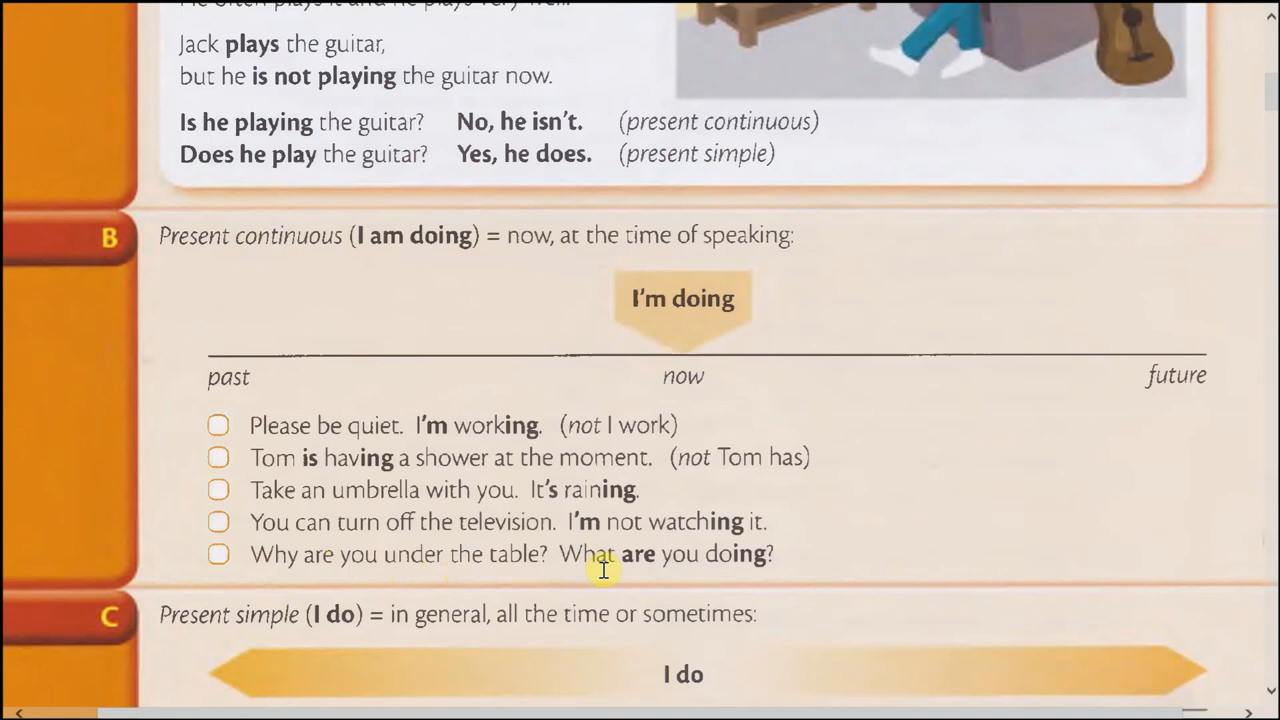 Jack plays the guitar,
but he is not playing the guitar now.
Is he playing the guitar? No, he isn't. (present continuous)
Does he play the guitar? Yes, he does. (present simple)
B
Present continuous (I am doing) = now, at the time of speaking:
I'm doing
past now future
Please be quiet. I'm working. (not I work)
Tom is having a shower at the moment. (not Tom has)
Take an umbrella with you. It's raining.
You can turn off the television. I'm not watching it.
Why are you under the table? What are you doing?
C
Present simple (I do) = in general, all the time or sometimes:
I do